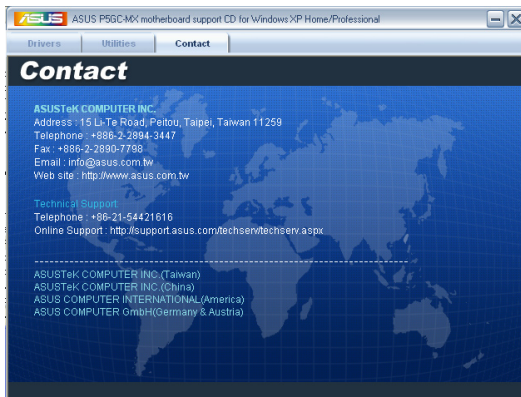 ASUS ASUS P5GC-MX motherboard support CD for Windows XP Home/Professional
Drivers Utilities Contact
Contact
ASUSTeK COMPUTER INC.
Address : 15 Li-Te Road, Peitou, Taipei, Taiwan 11259
Telephone : +886-2-2894-3447
Fax : +886-2-2890-7798
Email : info@asus.com.tw
Web site : http://www.asus.com.tw
Technical Support
Telephone : +86-21-54421616
Online Support : http://support.asus.com/techserv/techserv.aspx
ASUSTeK COMPUTER INC.(Taiwan)
ASUSTeK COMPUTER INC.(China)
ASUS COMPUTER INTERNATIONAL(America)
ASUS COMPUTER GmbH(Germany & Austria)